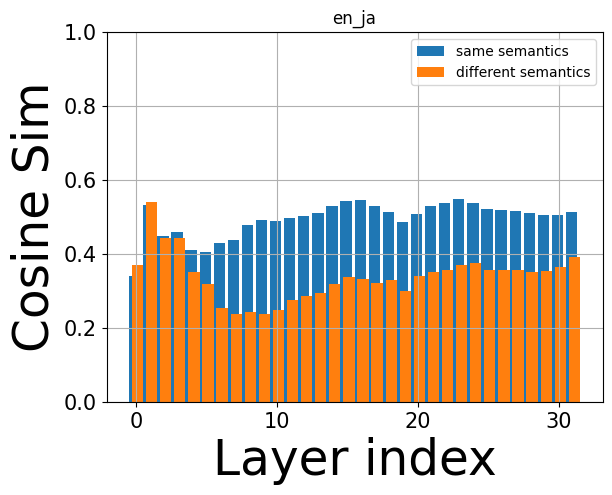 en_ja
same semantics
different semantics
Cosine Sim
1.0
0.8
0.6
0.4
0.2
0.0
0 10 20 30
Layer index